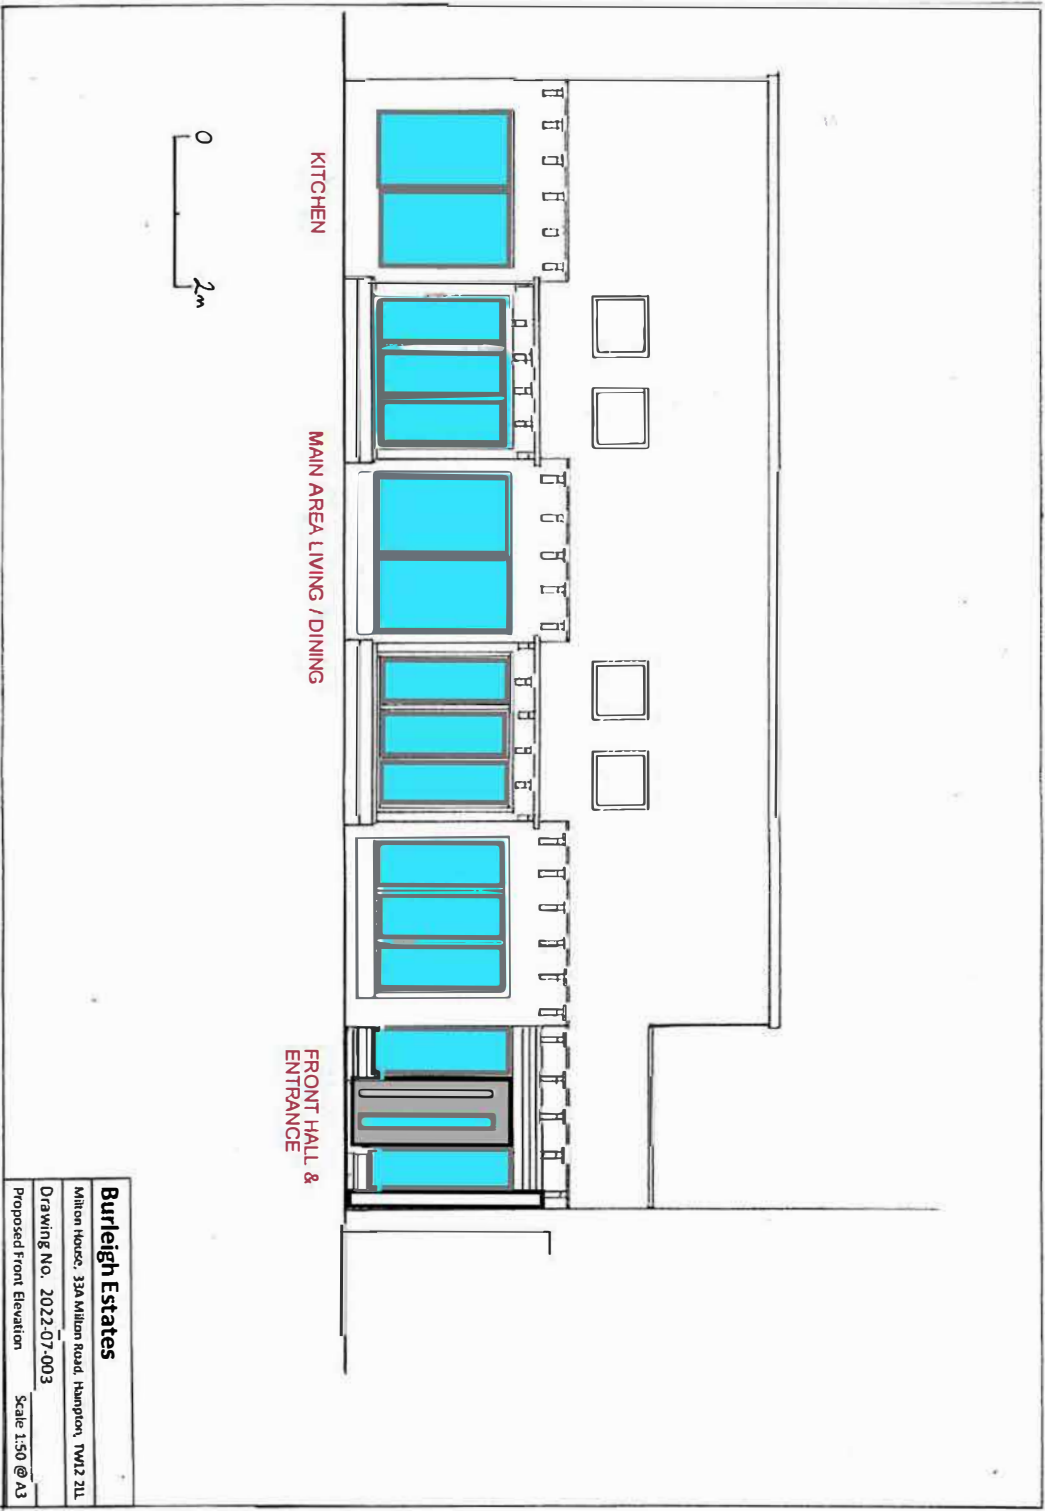 KITCHEN
MAIN AREA LIVING / DINING
FRONT HALL &
ENTRANCE
0 2m
Burleigh Estates
Milton House, 33A Milton Road, Hampton, TW12 2LL
Drawing No. 2022-07-003
Proposed Front Elevation Scale 1:50 @ A3